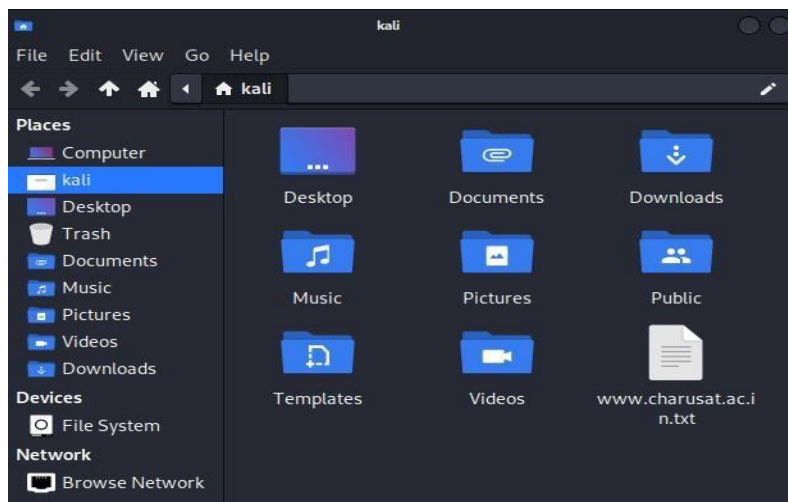 kali
File Edit View Go Help
kali
Places
Computer
kali
Desktop
Trash
Documents
Music
Pictures
Videos
Downloads
Devices
File System
Network
Browse Network
Desktop Documents Downloads
Music Pictures Public
Templates Videos www.charusat.ac.i
n.txt